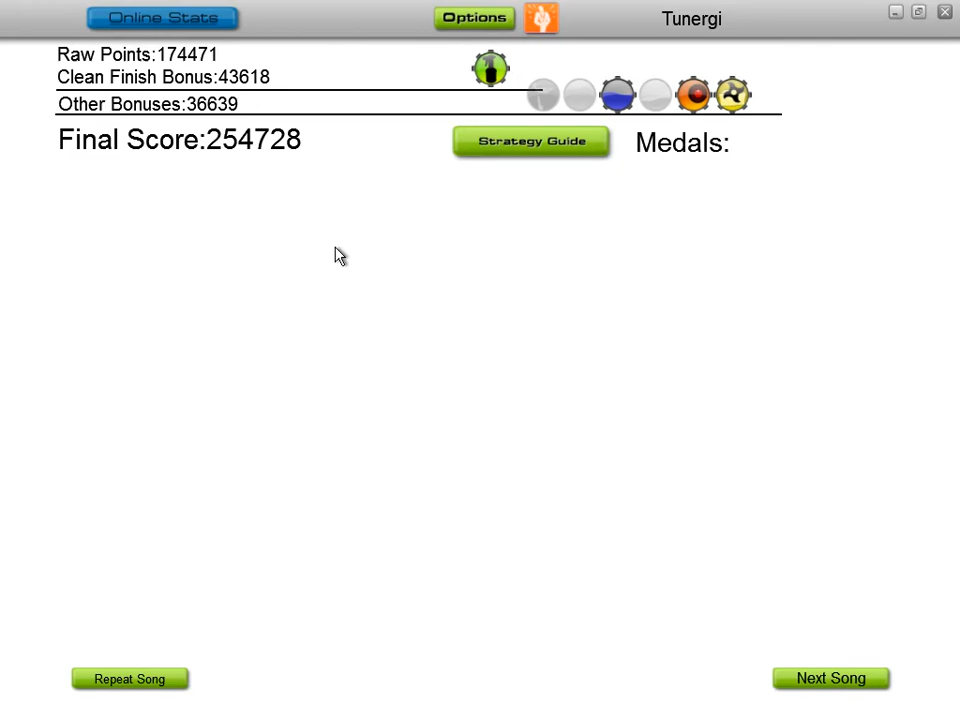 Online Stats
Options
Tunergi
Raw Points:174471
Clean Finish Bonus:43618
Other Bonuses:36639
Final Score:254728
Strategy Guide
Medals:
Repeat Song
Next Song